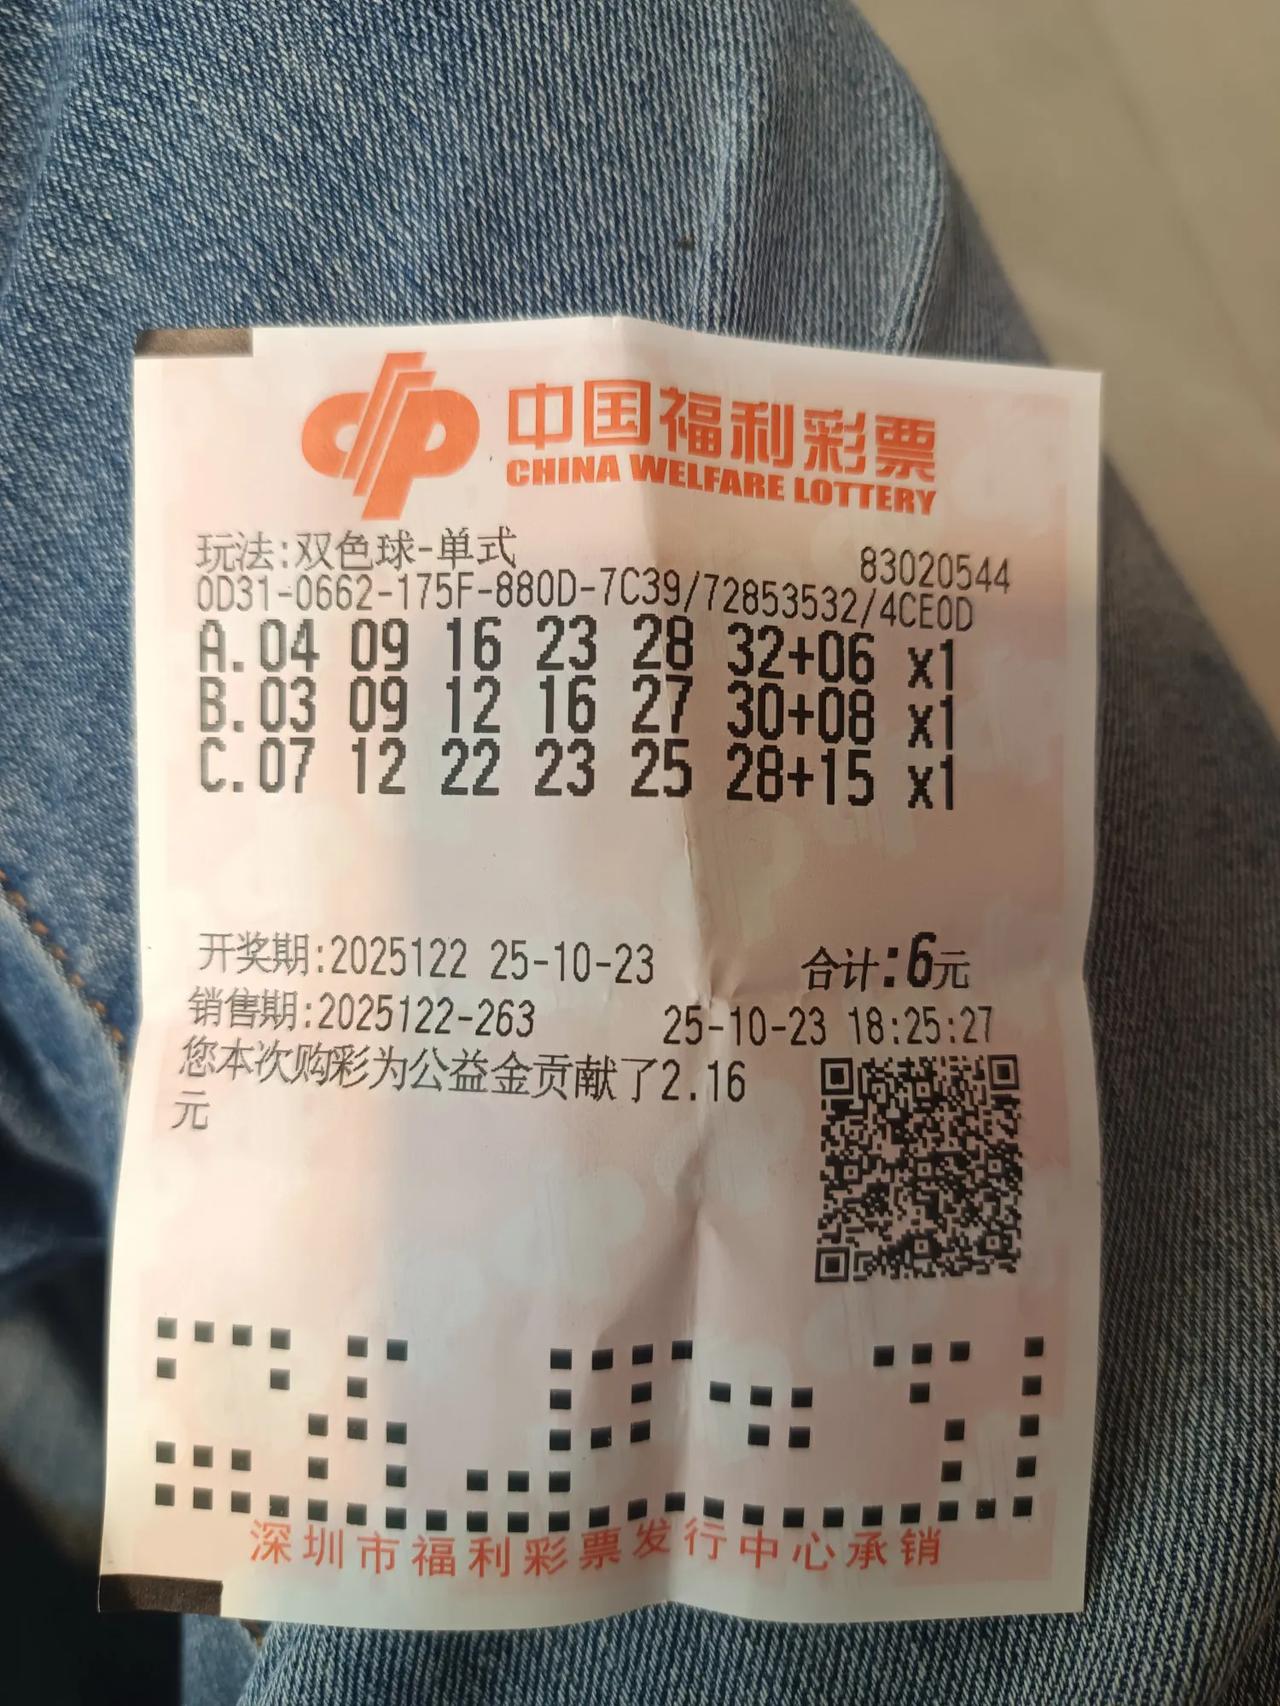 中国福利彩票
CHINA WELFARE LOTTERY
玩法:双色球-单式 83020544
0D31-0662-175F-880D-7C39/72853532/4CE0D
A.04 09 16 23 28 32+06 x1
B.03 09 12 16 27 30+08 x1
C.07 12 22 23 25 28+15 x1
开奖期:2025122 25-10-23 合计:6元
销售期:2025122-263 25-10-23 18:25:27
您本次购彩为公益金贡献了2.16
元
深圳市福利彩票发行中心承销